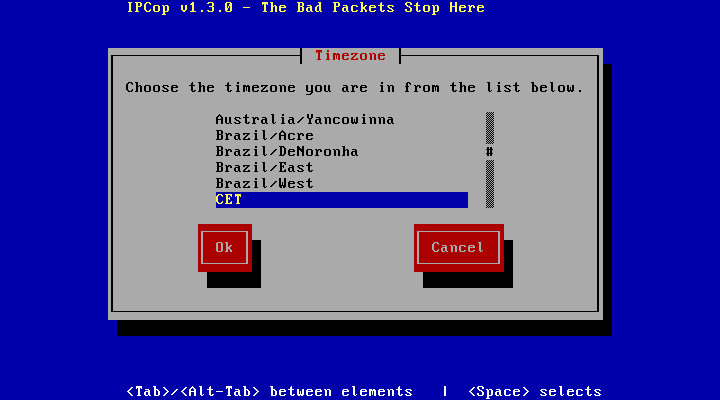 IPCop v1.3.0 - The Bad Packets Stop Here
Timezone
Choose the timezone you are in from the list below.
Australia/Yancowinna
Brazil/Acre
Brazil/DeNoronha #
Brazil/East
Brazil/West
CET
Ok Cancel
<Tab>/<Alt-Tab> between elements | <Space> selects